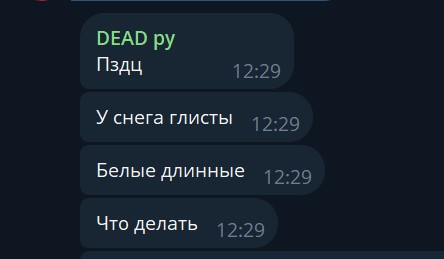 DEAD ру
Пздц
12:29
У снега глисты
12:29
Белые длинные
12:29
Что делать
12:29